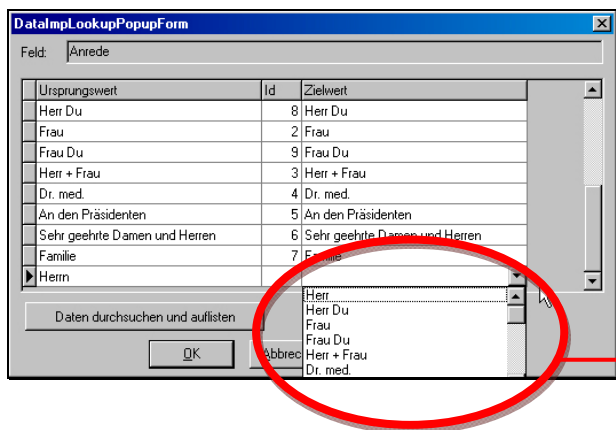 DataImpLookupPopupForm
Feld: Anrede
Ursprungswert Id Zielwert
Herr Du 8 Herr Du
Frau 2 Frau
Frau Du 9 Frau Du
Herr + Frau 3 Herr + Frau
Dr. med. 4 Dr. med.
An den Präsidenten 5 An den Präsidenten
Sehr geehrte Damen und Herren 6 Sehr geehrte Damen und Herren
Familie 7 Familie
Herrn
Herr
Herr Du
Frau
Frau Du
Herr + Frau
Dr. med.
Daten durchsuchen und auflisten
OK Abbrec